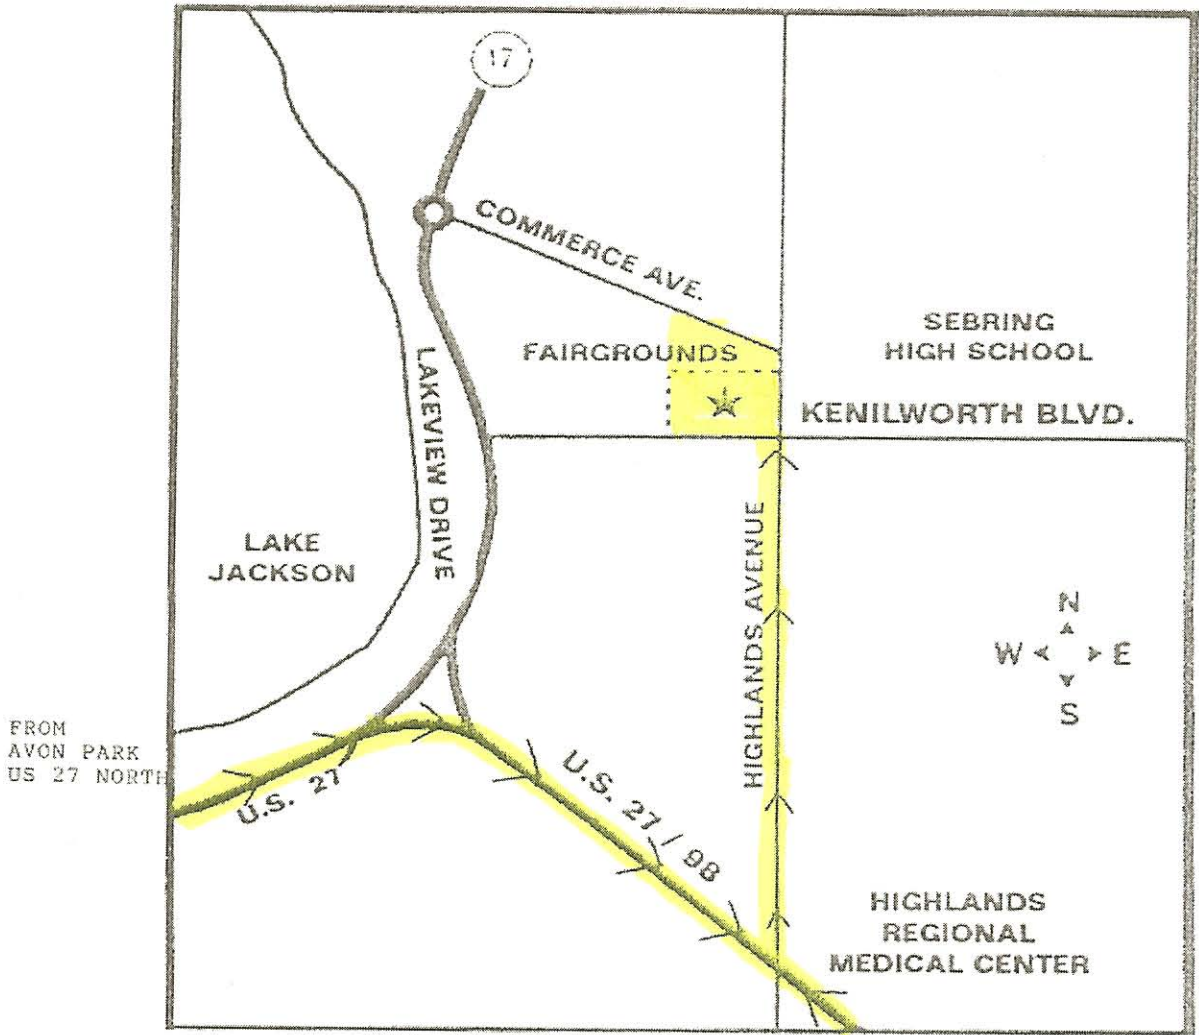 17
COMMERCE AVE.
FAIRGROUNDS
SEBRING
HIGH SCHOOL
KENILWORTH BLVD.
LAKEVIEW DRIVE
LAKE
JACKSON
HIGHLANDS AVENUE
N
W E
S
FROM
AVON PARK
US 27 NORTH
U.S. 27
U.S. 27 / 98
HIGHLANDS
REGIONAL
MEDICAL CENTER